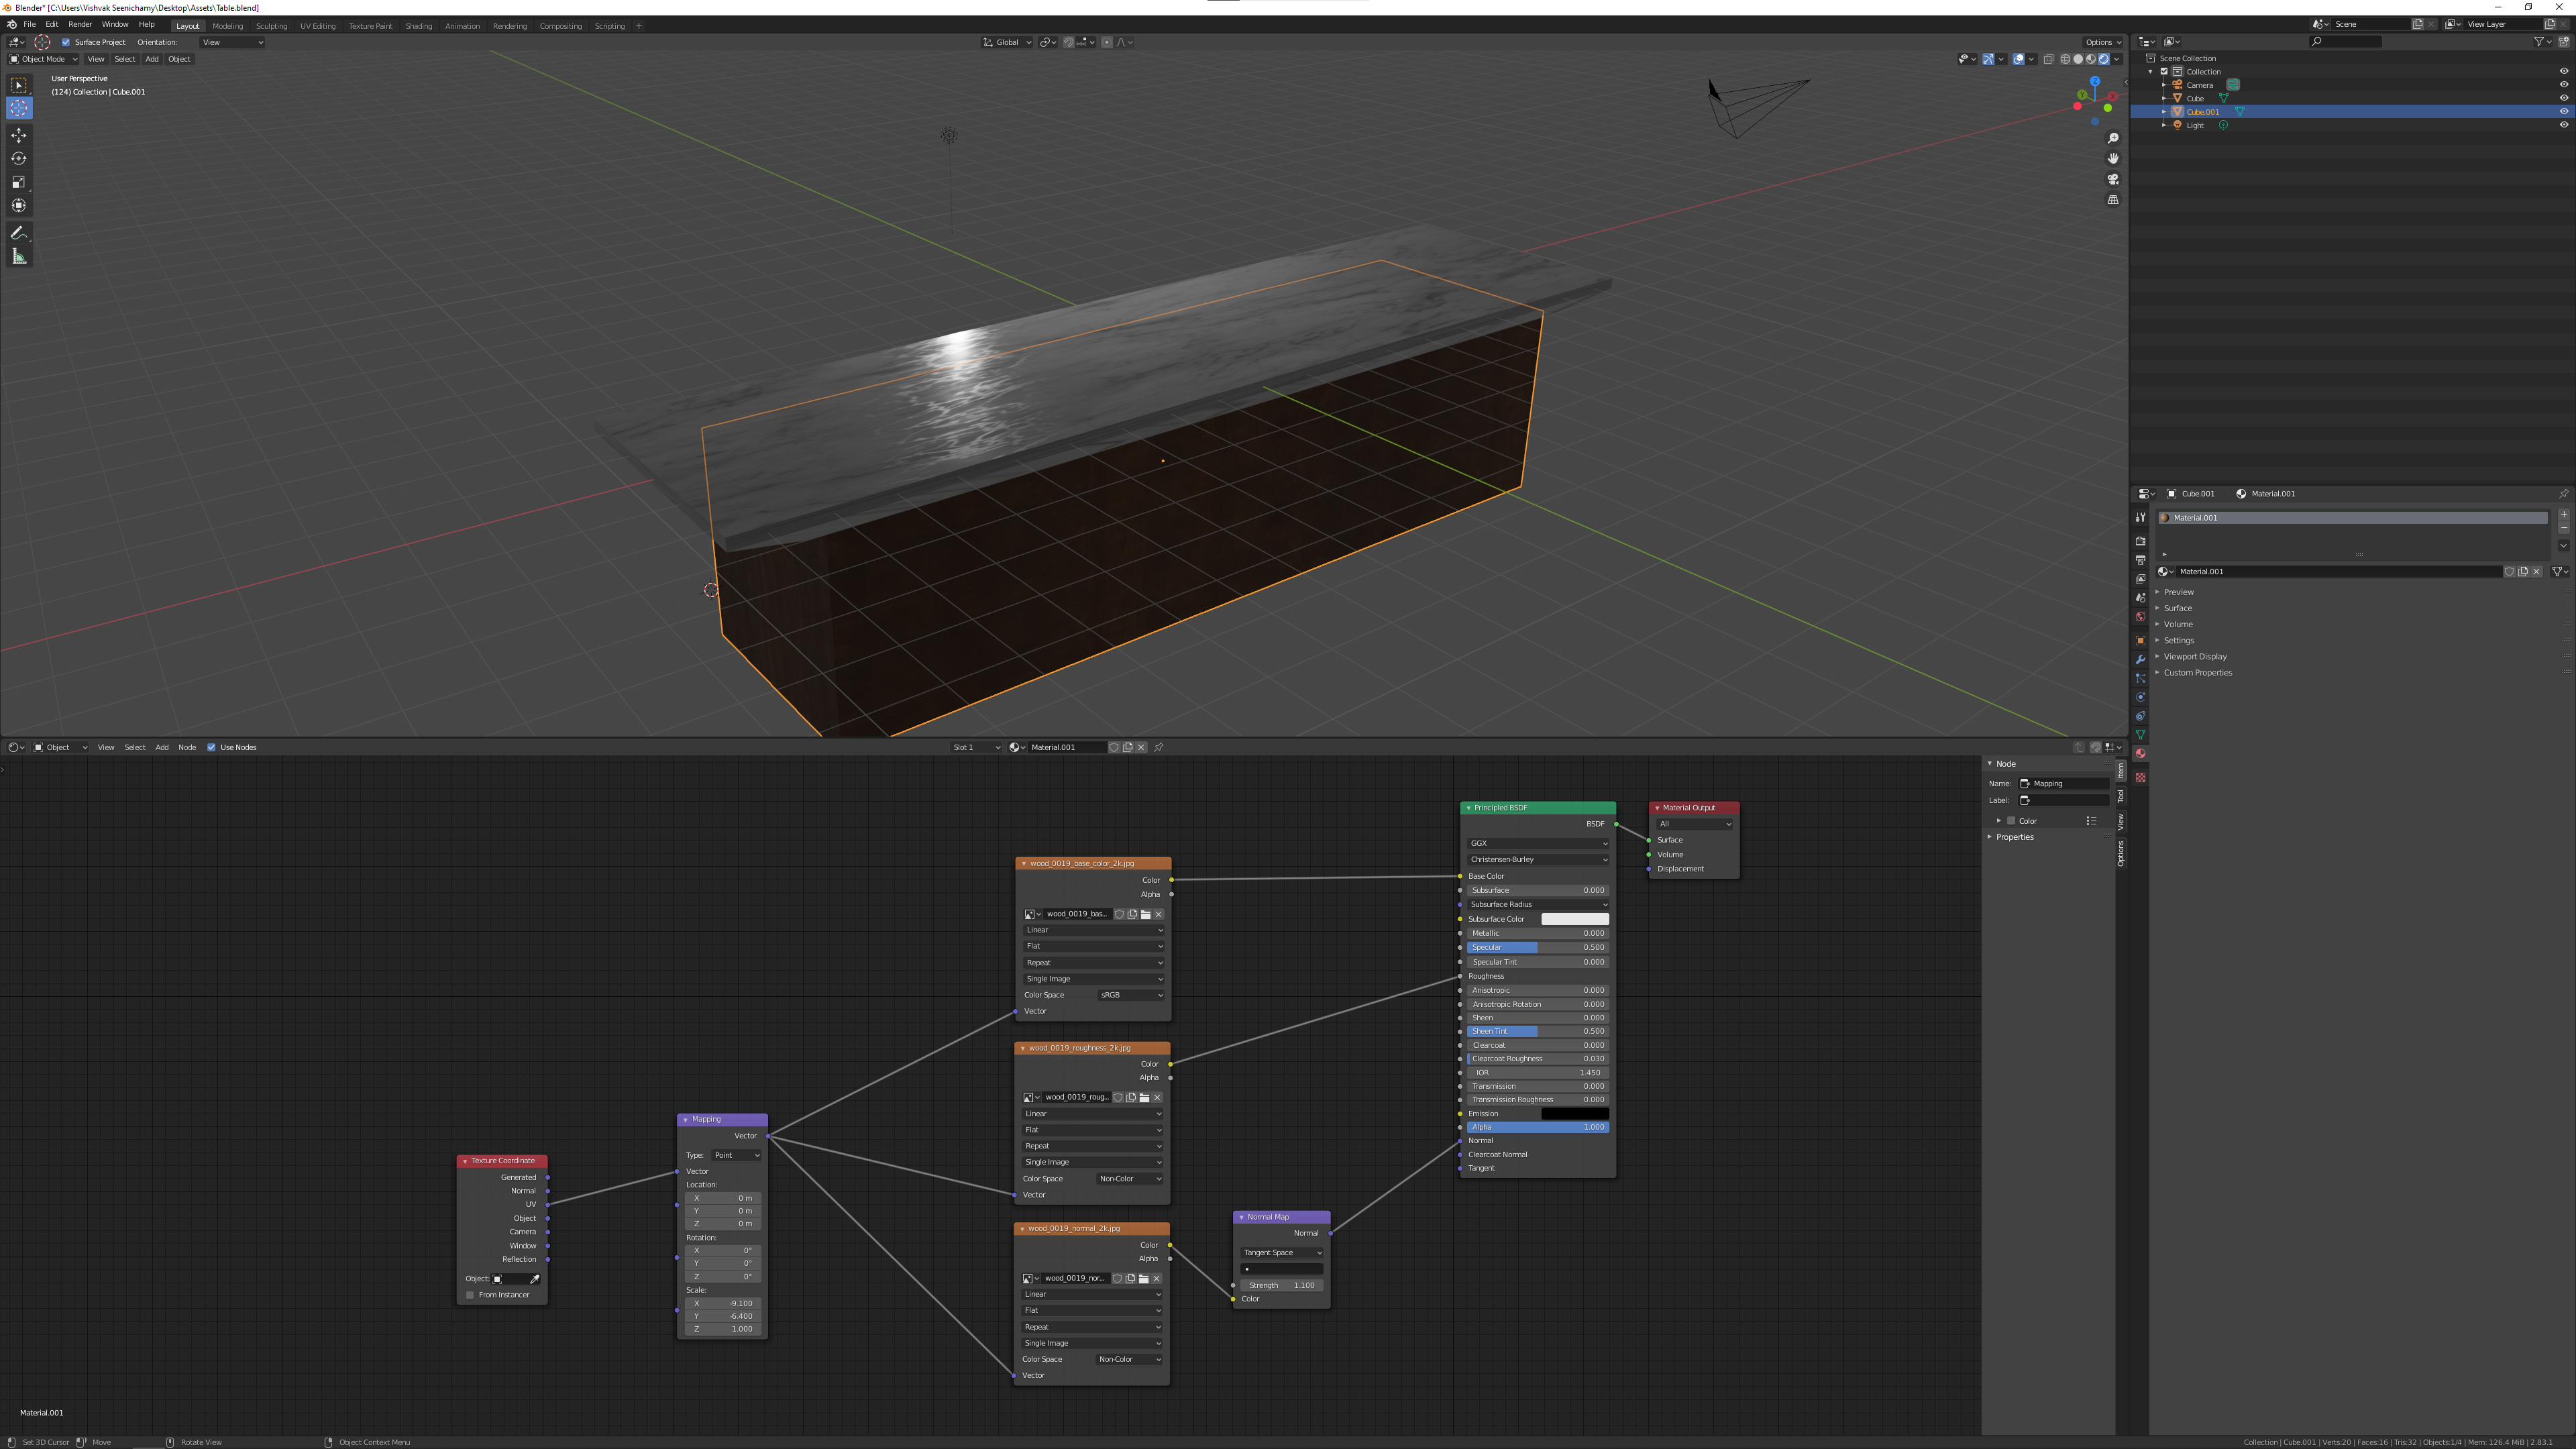 Blender* [C:\Users\Vishvak Seenichamy\Desktop\Assets\Table.blend]
File Edit Render Window Help Layout Modeling Sculpting UV Editing Texture Paint Shading Animation Rendering Compositing Scripting + Scene View Layer
Surface Project Orientation: View Global Options
Object Mode View Select Add Object
User Perspective
(124) Collection | Cube.001
Scene Collection
Collection
Camera
Cube
Cube.001
Light
Cube.001 Material.001
Material.001
Material.001
Preview
Surface
Volume
Settings
Viewport Display
Custom Properties
Object View Select Add Node Use Nodes Slot 1 Material.001
Texture Coordinate
Generated
Normal
UV
Object
Camera
Window
Reflection
Object:
From Instancer
Mapping
Vector
Type: Point
Vector
Location:
X 0 m
Y 0 m
Z 0 m
Rotation:
X 0°
Y 0°
Z 0°
Scale:
X -9.100
Y -6.400
Z 1.000
wood_0019_base_color_2k.jpg
Color
Alpha
wood_0019_bas...
Linear
Flat
Repeat
Single Image
Color Space sRGB
Vector
wood_0019_roughness_2k.jpg
Color
Alpha
wood_0019_roug...
Linear
Flat
Repeat
Single Image
Color Space Non-Color
Vector
wood_0019_normal_2k.jpg
Color
Alpha
wood_0019_nor...
Linear
Flat
Repeat
Single Image
Color Space Non-Color
Vector
Normal Map
Normal
Tangent Space
Strength 1.100
Color
Principled BSDF
BSDF
GGX
Christensen-Burley
Base Color
Subsurface 0.000
Subsurface Radius
Subsurface Color
Metallic 0.000
Specular 0.500
Specular Tint 0.000
Roughness
Anisotropic 0.000
Anisotropic Rotation 0.000
Sheen 0.000
Sheen Tint 0.500
Clearcoat 0.000
Clearcoat Roughness 0.030
IOR 1.450
Transmission 0.000
Transmission Roughness 0.000
Emission
Alpha 1.000
Normal
Clearcoat Normal
Tangent
Material Output
All
Surface
Volume
Displacement
Node
Name: Mapping
Label:
Color
Properties
Item
Tool
View
Options
Material.001
Set 3D Cursor Move Rotate View Object Context Menu Collection | Cube.001 | Verts:20 | Faces:16 | Tris:32 | Objects:1/4 | Mem: 126.4 MiB | 2.83.1